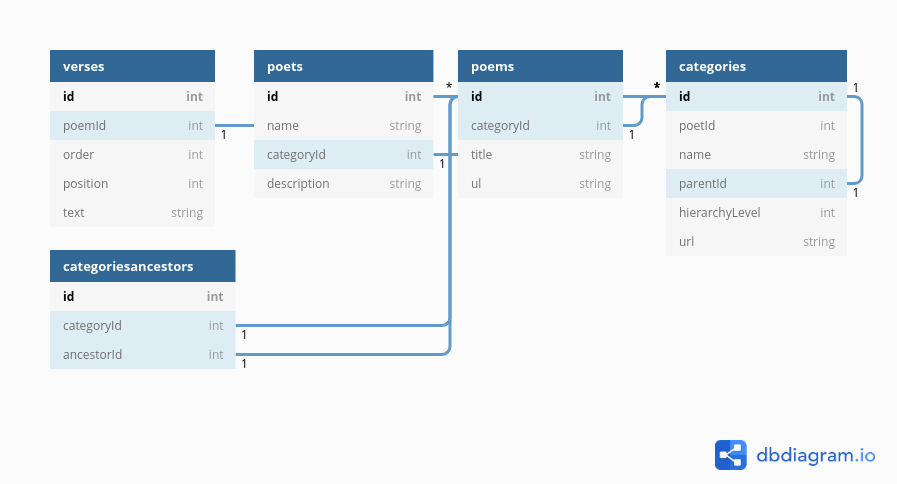 verses
id int
poemId int
order int
position int
text string
poets
id int
name string
categoryId int
description string
poems
id int
categoryId int
title string
ul string
categories
id int
poetId int
name string
parentId int
hierarchyLevel int
url string
categoriesancestors
id int
categoryId int
ancestorId int
1
*
1
*
1
1
1
1
1
dbdiagram.io